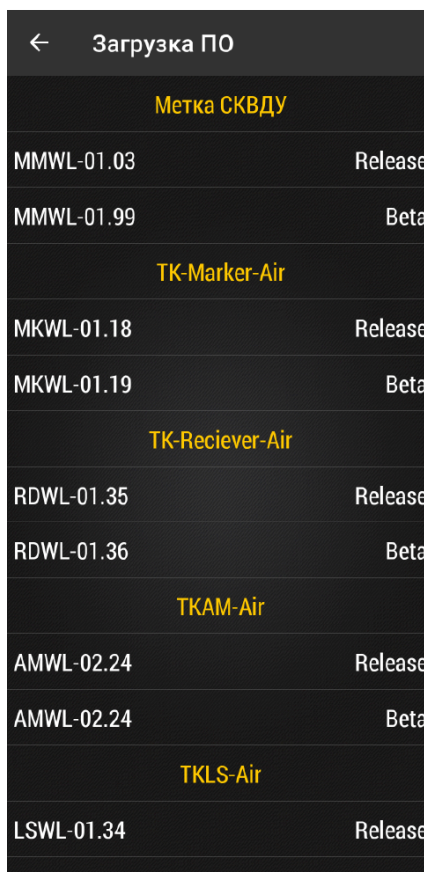 ← Загрузка ПО
Метка СКВДУ
MMWL-01.03 Release
MMWL-01.99 Beta
TK-Marker-Air
MKWL-01.18 Release
MKWL-01.19 Beta
TK-Reciever-Air
RDWL-01.35 Release
RDWL-01.36 Beta
TKAM-Air
AMWL-02.24 Release
AMWL-02.24 Beta
TKLS-Air
LSWL-01.34 Release